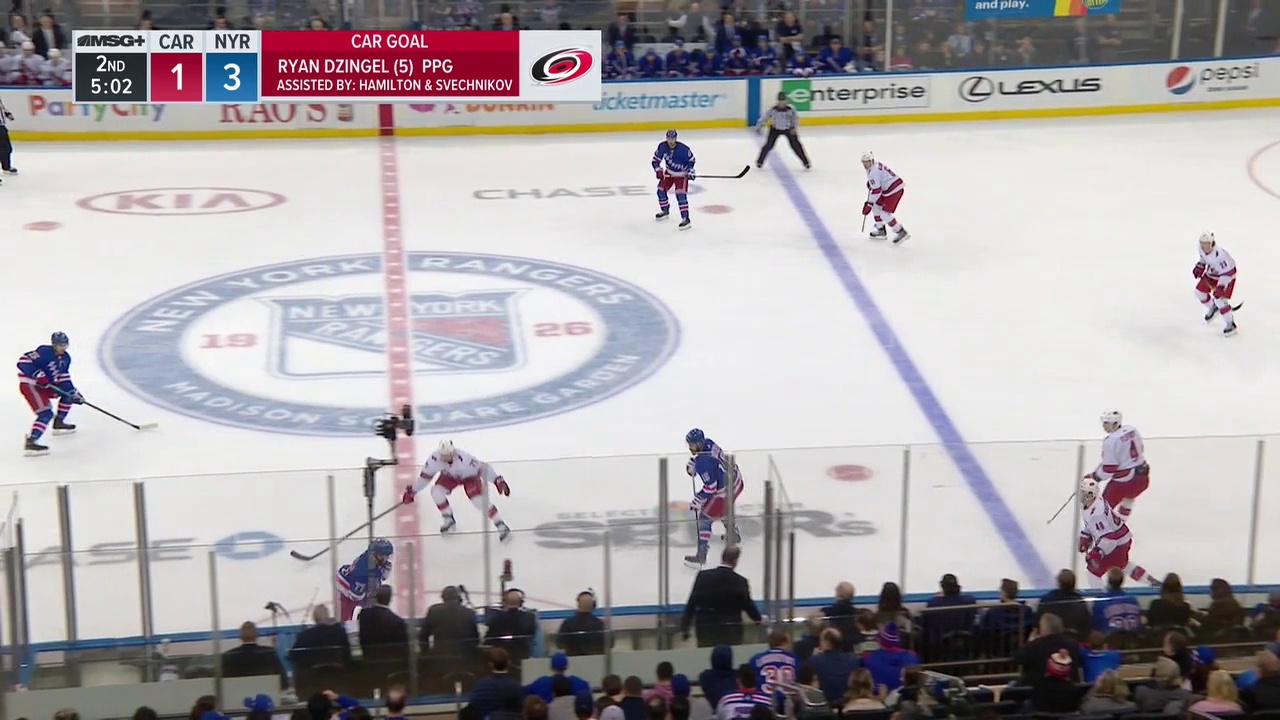 and play.
MSG+ CAR NYR
2ND 5:02
1 3
CAR GOAL
RYAN DZINGEL (5) PPG
ASSISTED BY: HAMILTON & SVECHNIKOV
Party City RAO'S DUNKIN' ticketmaster enterprise LEXUS pepsi
KIA
CHASE
NEW YORK RANGERS
19 26
NEW YORK
RANGERS
MADISON SQUARE GARDEN
4
48